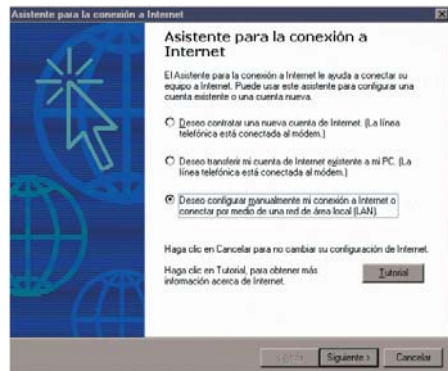 Asistente para la conexión a Internet
Asistente para la conexión a
Internet
El Asistente para la conexión a Internet le ayuda a conectar su
equipo a Internet. Puede usar este asistente para configurar una
cuenta existente o una cuenta nueva.
Deseo contratar una nueva cuenta de Internet. (La línea
telefónica está conectada al módem.)
Deseo transferir mi cuenta de Internet existente a mi PC. (La
línea telefónica está conectada al módem.)
Deseo configurar manualmente mi conexión a Internet o
conectar por medio de una red de área local (LAN).
Haga clic en Cancelar para no cambiar su configuración de Internet.
Haga clic en Tutorial, para obtener más
información acerca de Internet.
Tutorial
Siguiente >
Cancelar